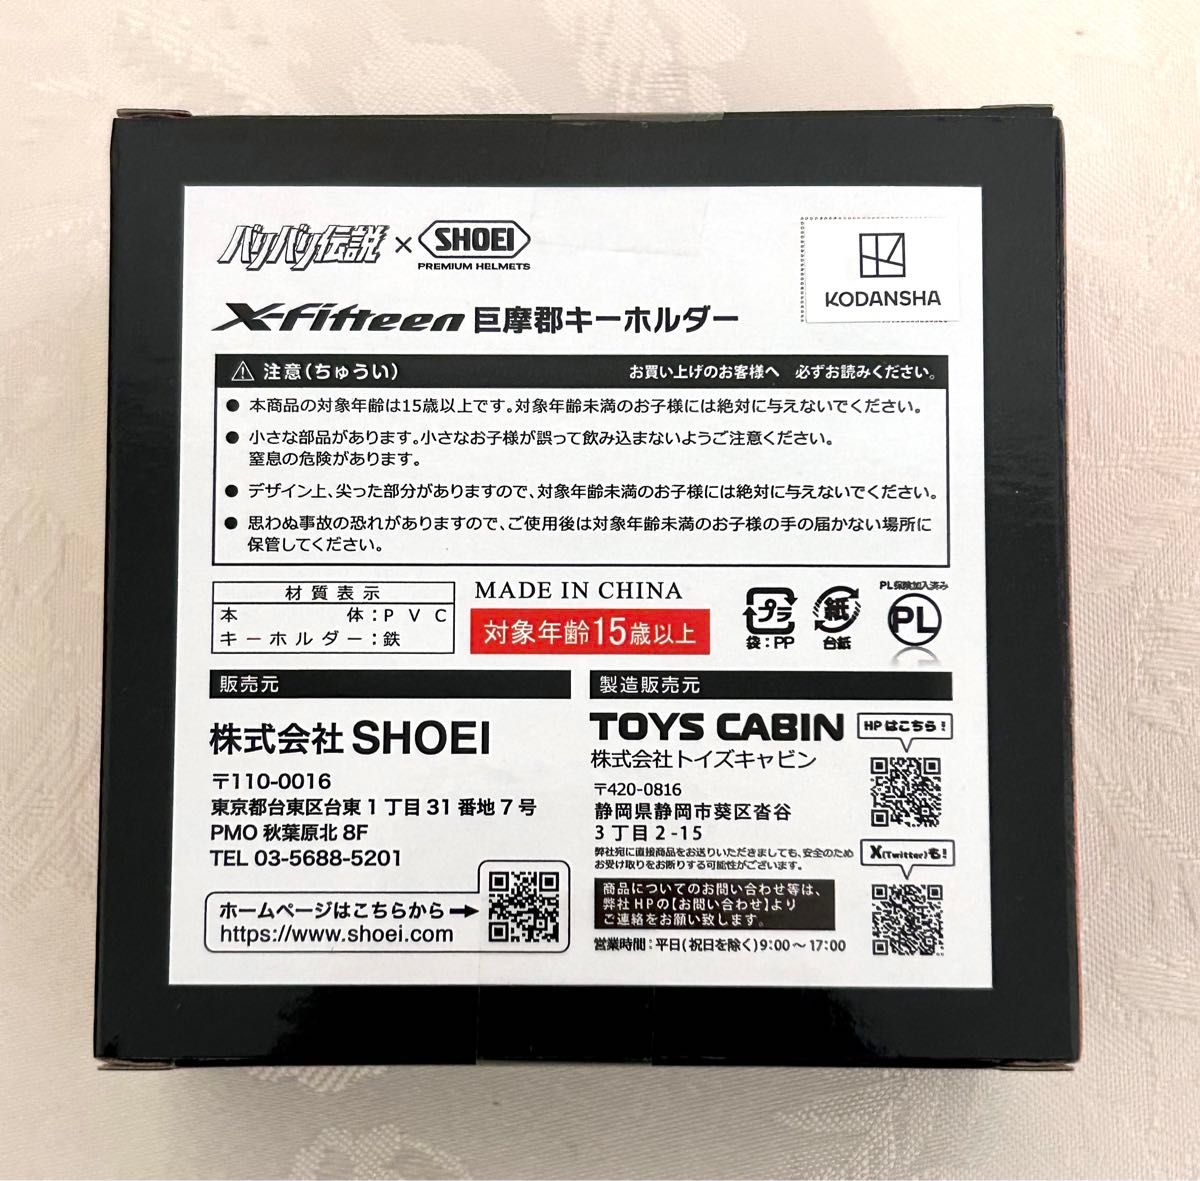 バリバリ伝説×SHOEI
PREMIUM HELMETS
KODANSHA
X-Fifteen 巨摩郡キーホルダー
注意(ちゅうい) お買い上げのお客様へ 必ずお読みください。
● 本商品の対象年齢は15歳以上です。対象年齢未満のお子様には絶対に与えないでください。
● 小さな部品があります。小さなお子様が誤って飲み込まないようご注意ください。
窒息の危険があります。
● デザイン上、尖った部分がありますので、対象年齢未満のお子様には絶対に与えないでください。
● 思わぬ事故の恐れがありますので、ご使用後は対象年齢未満のお子様の手の届かない場所に
保管してください。
材質表示
本体:PVC
キーホルダー:鉄
MADE IN CHINA
対象年齢15歳以上
プラ
袋:PP
紙
台紙
PL保険加入済み
PL
販売元
株式会社 SHOEI
〒110-0016
東京都台東区台東1丁目31番地7号
PMO 秋葉原北 8F
TEL 03-5688-5201
ホームページはこちらから
https://www.shoei.com
製造販売元
TOYS CABIN
株式会社トイズキャビン
〒420-0816
静岡県静岡市葵区沓谷
3丁目2-15
弊社宛に直接商品をお送りいただきましても、安全のため
お受け取りをお断りする可能性がございます。
商品についてのお問い合わせ等は、
弊社HPの【お問い合わせ】より
ご連絡をお願い致します。
営業時間:平日(祝日を除く)9:00～17:00
HPはこちら!
X(Twitter)も!